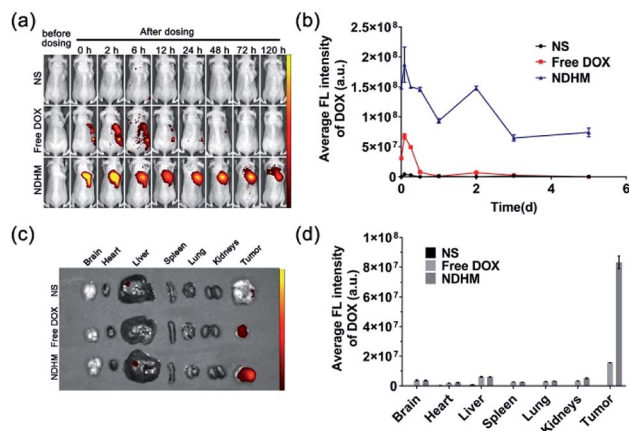 (a)
before dosing
After dosing
0 h 2 h 6 h 12 h 24 h 48 h 72 h 120 h
NS
Free DOX
NDHM
(b)
Average FL intensity
of DOX (a.u.)
2.5×10⁸
2.0×10⁸
1.5×10⁸
1.0×10⁸
5×10⁷
0
0 2 4 6
Time(d)
NS
Free DOX
NDHM
(c)
Brain Heart Liver Spleen Lung Kidneys Tumor
NS
Free DOX
NDHM
(d)
Average FL intensity
of DOX (a.u.)
1×10⁸
8×10⁷
6×10⁷
4×10⁷
2×10⁷
0
NS
Free DOX
NDHM
Brain Heart Liver Spleen Lung Kidneys Tumor